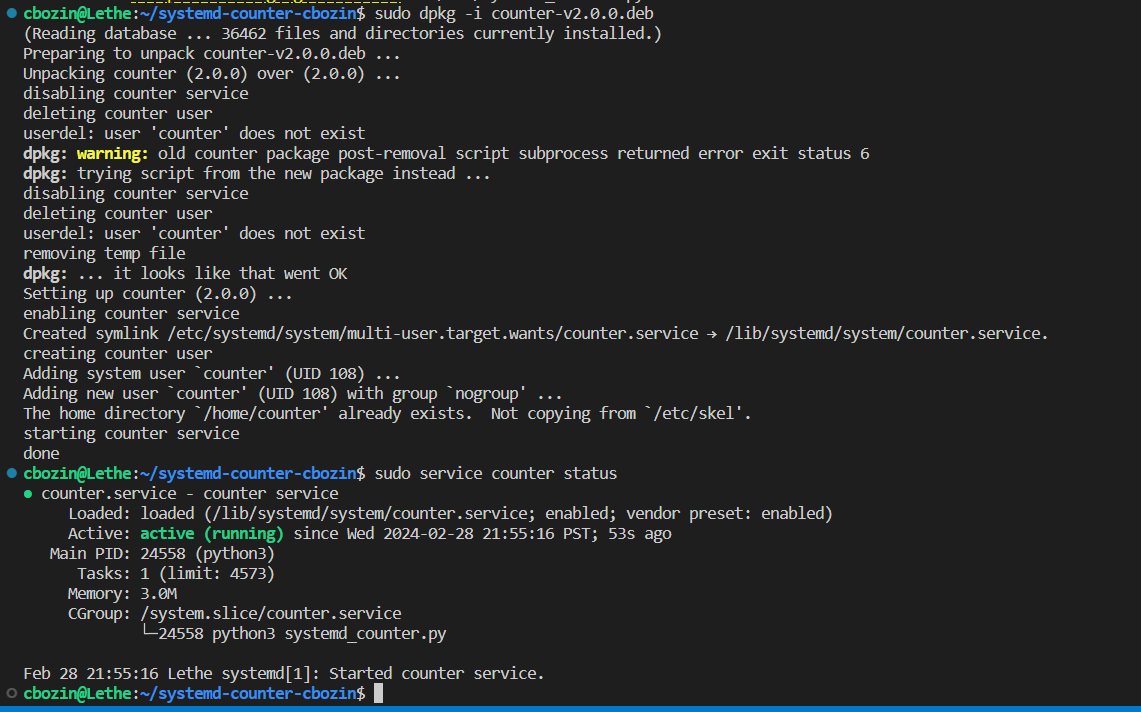 cbozin@Lethe:~/systemd-counter-cbozin$ sudo dpkg -i counter-v2.0.0.deb
(Reading database ... 36462 files and directories currently installed.)
Preparing to unpack counter-v2.0.0.deb ...
Unpacking counter (2.0.0) over (2.0.0) ...
disabling counter service
deleting counter user
userdel: user 'counter' does not exist
dpkg: warning: old counter package post-removal script subprocess returned error exit status 6
dpkg: trying script from the new package instead ...
disabling counter service
deleting counter user
userdel: user 'counter' does not exist
removing temp file
dpkg: ... it looks like that went OK
Setting up counter (2.0.0) ...
enabling counter service
Created symlink /etc/systemd/system/multi-user.target.wants/counter.service → /lib/systemd/system/counter.service.
creating counter user
Adding system user `counter' (UID 108) ...
Adding new user `counter' (UID 108) with group `nogroup' ...
The home directory `/home/counter' already exists.  Not copying from `/etc/skel'.
starting counter service
done
cbozin@Lethe:~/systemd-counter-cbozin$ sudo service counter status
● counter.service - counter service
     Loaded: loaded (/lib/systemd/system/counter.service; enabled; vendor preset: enabled)
     Active: active (running) since Wed 2024-02-28 21:55:16 PST; 53s ago
   Main PID: 24558 (python3)
      Tasks: 1 (limit: 4573)
     Memory: 3.0M
     CGroup: /system.slice/counter.service
             └─24558 python3 systemd_counter.py
Feb 28 21:55:16 Lethe systemd[1]: Started counter service.
cbozin@Lethe:~/systemd-counter-cbozin$